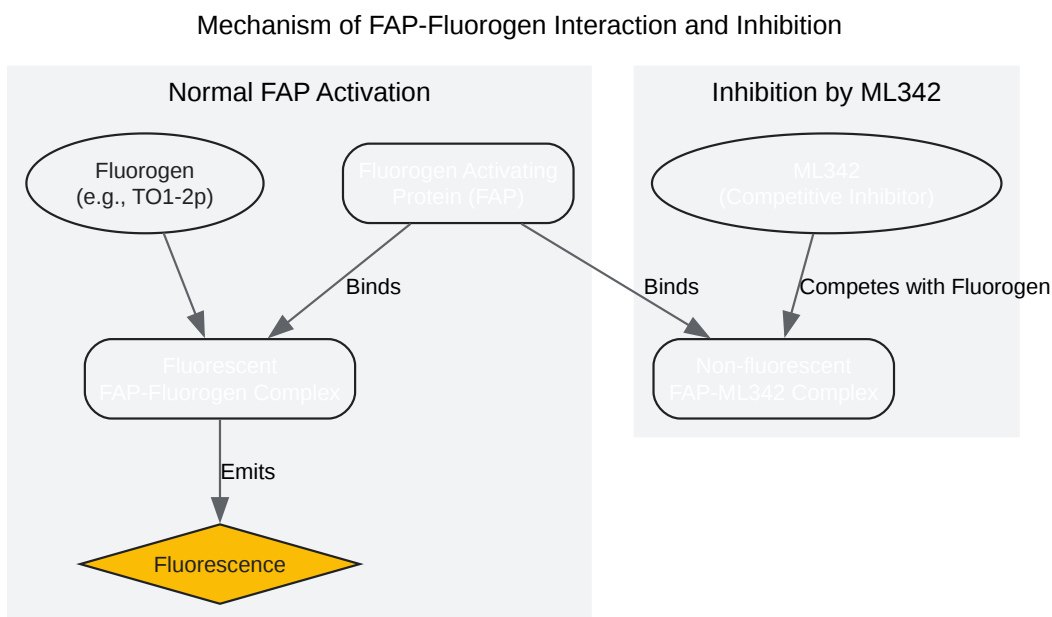 Mechanism of FAP-Fluorogen Interaction and Inhibition
Normal FAP Activation
Inhibition by ML342
Fluorogen
(e.g., TO1-2p)
Fluorogen Activating
Protein (FAP)
ML342
(Competitive Inhibitor)
Binds
Binds
Competes with Fluorogen
Fluorescent
FAP-Fluorogen Complex
Non-fluorescent
FAP-ML342 Complex
Emits
Fluorescence